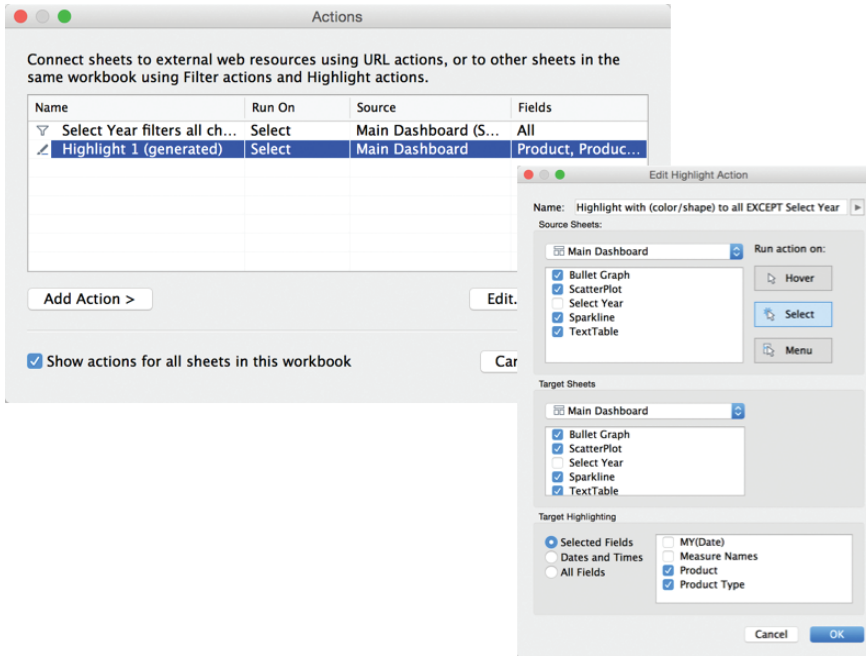 Actions
Connect sheets to external web resources using URL actions, or to other sheets in the
same workbook using Filter actions and Highlight actions.
Name Run On Source Fields
Select Year filters all ch... Select Main Dashboard (S... All
Highlight 1 (generated) Select Main Dashboard Product, Produc...
Add Action > Edit.
Show actions for all sheets in this workbook Car
Edit Highlight Action
Name: Highlight with (color/shape) to all EXCEPT Select Year
Source Sheets:
Main Dashboard Run action on:
Bullet Graph
ScatterPlot
Select Year
Sparkline
TextTable
Hover
Select
Menu
Target Sheets
Main Dashboard
Bullet Graph
ScatterPlot
Select Year
Sparkline
TextTable
Target Highlighting
Selected Fields
Dates and Times
All Fields
MY(Date)
Measure Names
Product
Product Type
Cancel OK